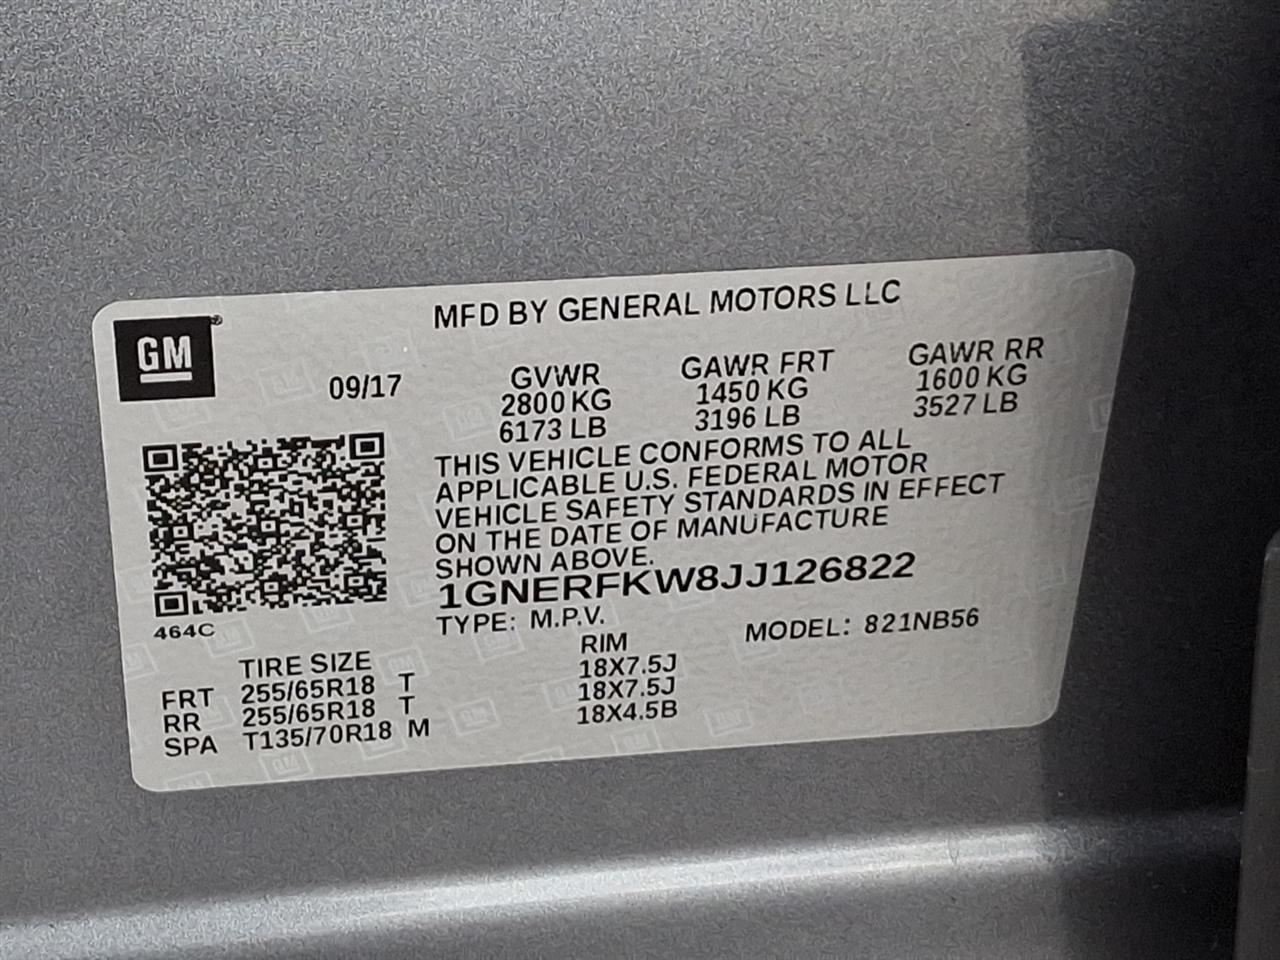 MFD BY GENERAL MOTORS LLC
GM®
09/17
GVWR GAWR FRT GAWR RR
2800 KG 1450 KG 1600 KG
6173 LB 3196 LB 3527 LB
THIS VEHICLE CONFORMS TO ALL
APPLICABLE U.S. FEDERAL MOTOR
VEHICLE SAFETY STANDARDS IN EFFECT
ON THE DATE OF MANUFACTURE
SHOWN ABOVE.
1GNERFKW8JJ126822
464C
TYPE: M.P.V. MODEL: 821NB56
TIRE SIZE RIM
FRT 255/65R18 T 18X7.5J
RR 255/65R18 T 18X7.5J
SPA T135/70R18 M 18X4.5B